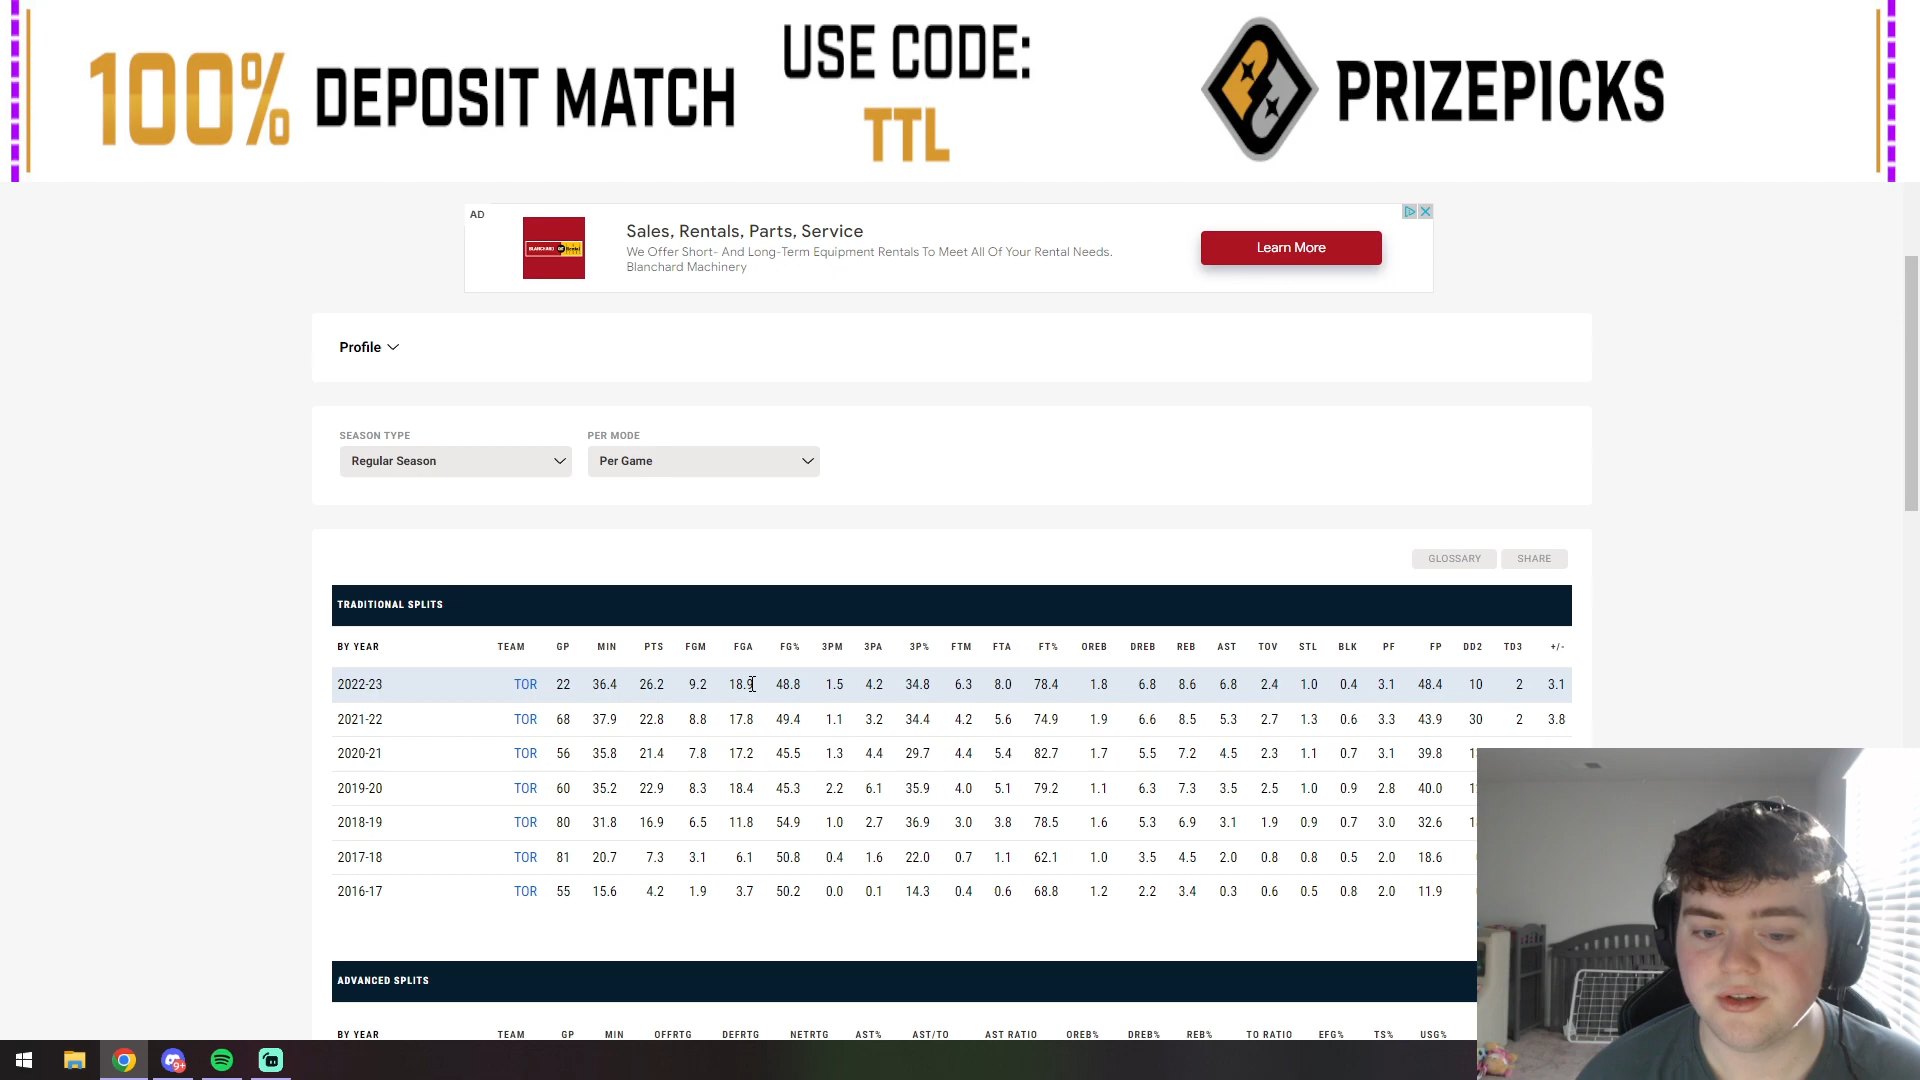 100% DEPOSIT MATCH
USE CODE:
TTL
PRIZEPICKS
AD
Sales, Rentals, Parts, Service
We Offer Short- And Long-Term Equipment Rentals To Meet All Of Your Rental Needs.
Blanchard Machinery
Learn More
Profile
SEASON TYPE PER MODE
Regular Season Per Game
GLOSSARY SHARE
TRADITIONAL SPLITS
BY YEAR TEAM GP MIN PTS FGM FGA FG% 3PM 3PA 3P% FTM FTA FT% OREB DREB REB AST TOV STL BLK PF FP DD2 TD3 +/-
2022-23 TOR 22 36.4 26.2 9.2 18.9 48.8 1.5 4.2 34.8 6.3 8.0 78.4 1.8 6.8 8.6 6.8 2.4 1.0 0.4 3.1 48.4 10 2 3.1
2021-22 TOR 68 37.9 22.8 8.8 17.8 49.4 1.1 3.2 34.4 4.2 5.6 74.9 1.9 6.6 8.5 5.3 2.7 1.3 0.6 3.3 43.9 30 2 3.8
2020-21 TOR 56 35.8 21.4 7.8 17.2 45.5 1.3 4.4 29.7 4.4 5.4 82.7 1.7 5.5 7.2 4.5 2.3 1.1 0.7 3.1 39.8
2019-20 TOR 60 35.2 22.9 8.3 18.4 45.3 2.2 6.1 35.9 4.0 5.1 79.2 1.1 6.3 7.3 3.5 2.5 1.0 0.9 2.8 40.0
2018-19 TOR 80 31.8 16.9 6.5 11.8 54.9 1.0 2.7 36.9 3.0 3.8 78.5 1.6 5.3 6.9 3.1 1.9 0.9 0.7 3.0 32.6
2017-18 TOR 81 20.7 7.3 3.1 6.1 50.8 0.4 1.6 22.0 0.7 1.1 62.1 1.0 3.5 4.5 2.0 0.8 0.8 0.5 2.0 18.6
2016-17 TOR 55 15.6 4.2 1.9 3.7 50.2 0.0 0.1 14.3 0.4 0.6 68.8 1.2 2.2 3.4 0.3 0.6 0.5 0.8 2.0 11.9
ADVANCED SPLITS
BY YEAR TEAM GP MIN OFFRTG DEFRTG NETRTG AST% AST/TO AST RATIO OREB% DREB% REB% TO RATIO EFG% TS% USG%
9+